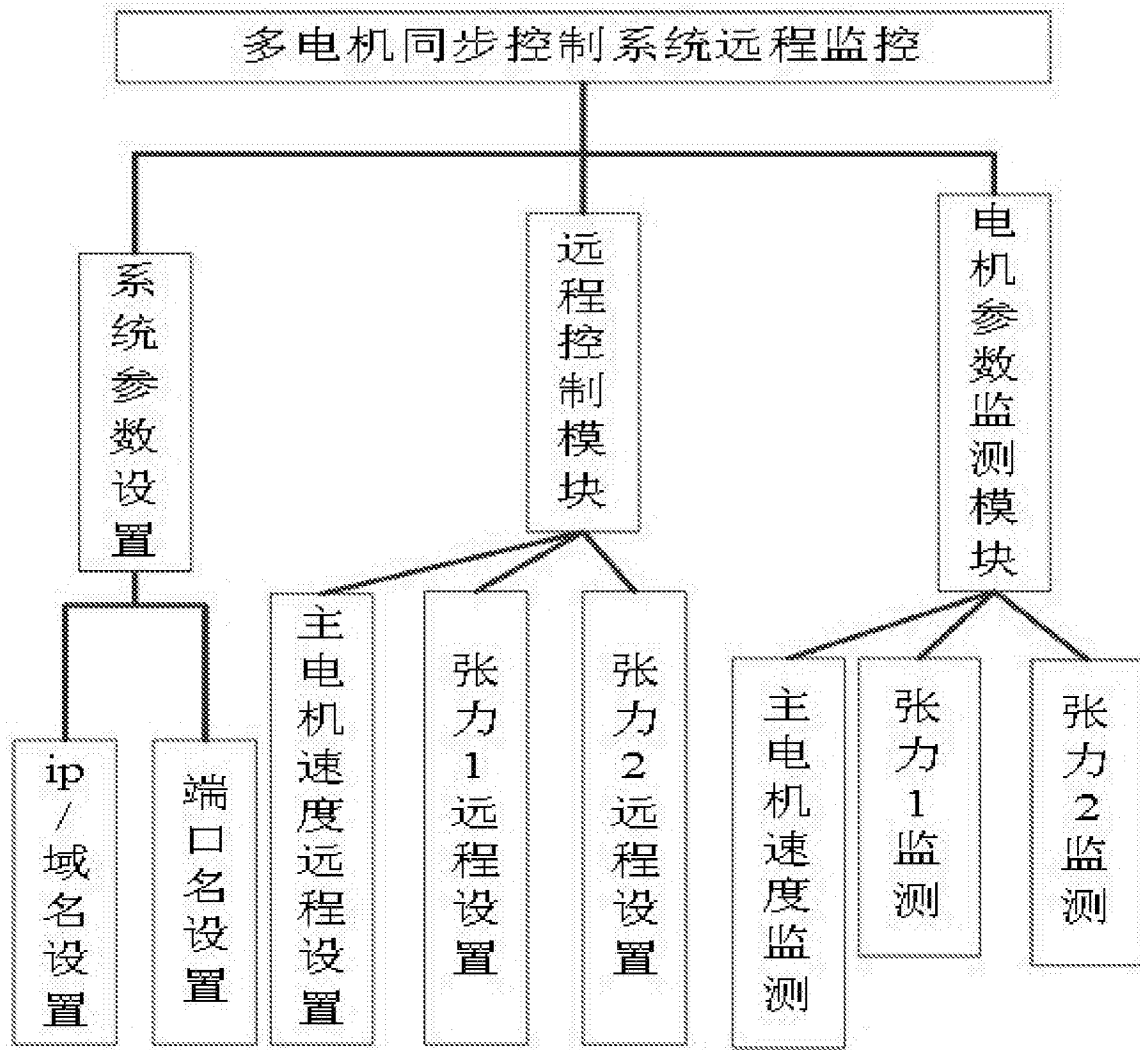 多电机同步控制系统远程监控
系统参数设置
远程控制模块
电机参数监测模块
ip/域名设置
端口名设置
主电机速度远程设置
张力1远程设置
张力2远程设置
主电机速度监测
张力1监测
张力2监测